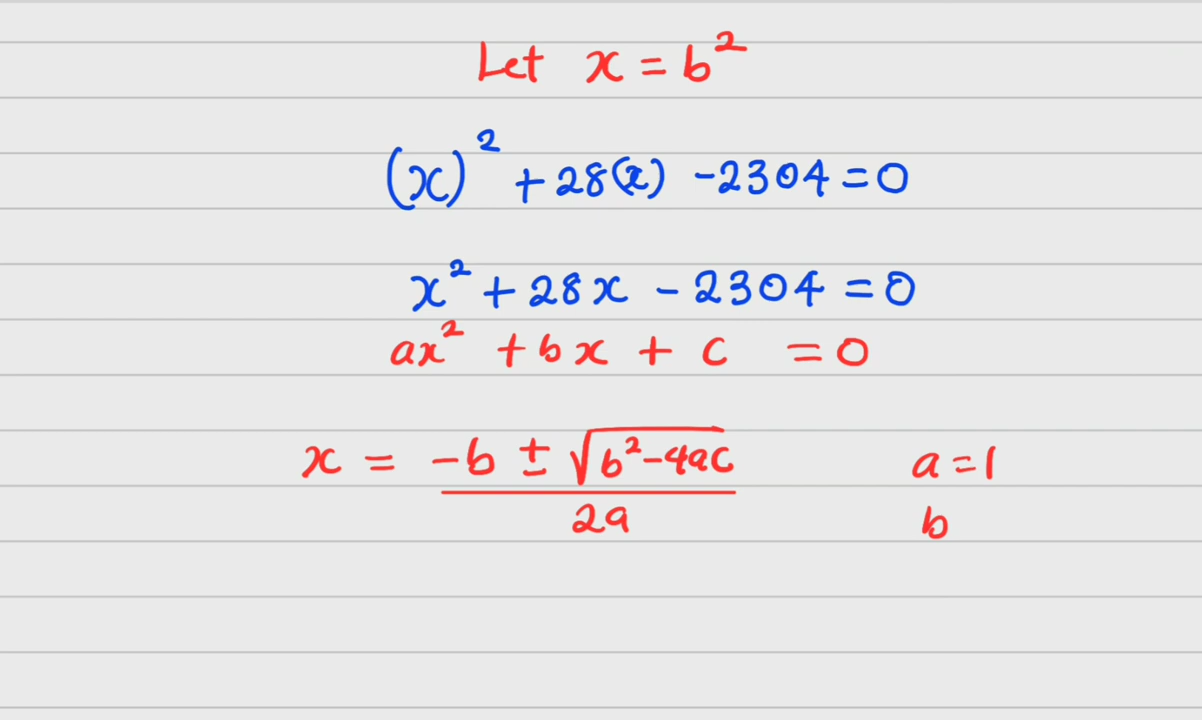 Let x = b²
(x)² + 28(x) - 2304 = 0
x² + 28x - 2304 = 0
ax² + bx + c = 0
x = -b ± √(b²-4ac) / 2a a = 1
b